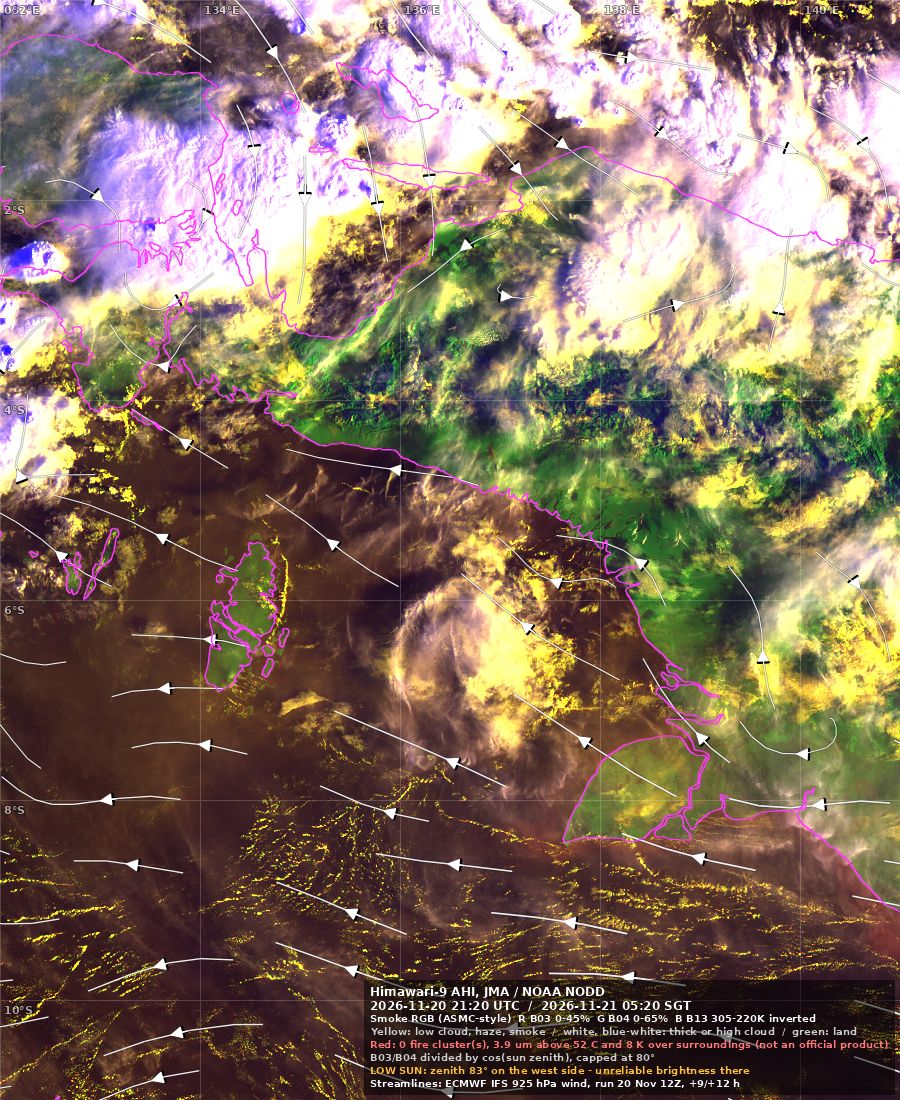 0°2°E
134°E
136°E
138°E
140°E
2°S
4°S
6°S
8°S
10°S
Himawari-9 AHI, JMA / NOAA NODD
2026-11-20 21:20 UTC / 2026-11-21 05:20 SGT
Smoke RGB (ASMC-style) R B03 0-45% G B04 0-65% B B13 305-220K inverted
Yellow: low cloud, haze, smoke / white, blue-white: thick or high cloud / green: land
Red: 0 fire cluster(s), 3.9 um above 52 C and 8 K over surroundings (not an official product)
B03/B04 divided by cos(sun zenith), capped at 80°
LOW SUN: zenith 83° on the west side - unreliable brightness there
Streamlines: ECMWF IFS 925 hPa wind, run 20 Nov 12Z, +9/+12 h